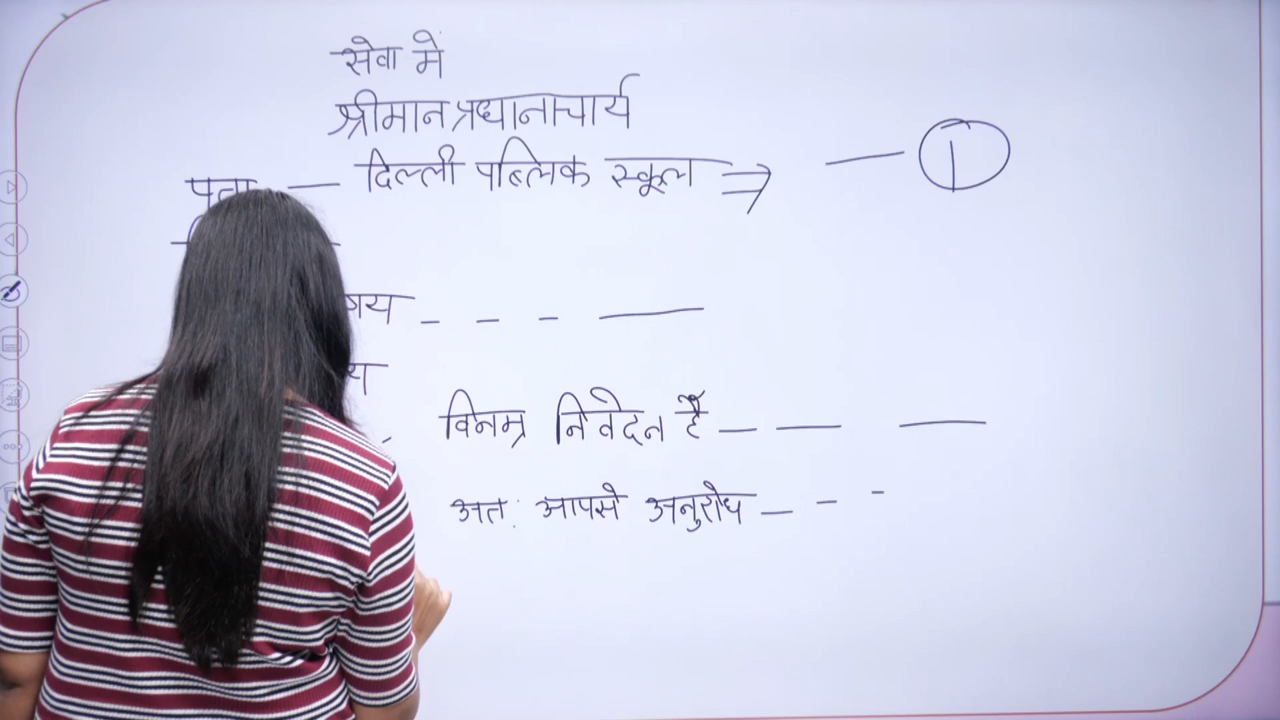 सेवा में
श्रीमान प्रधानाचार्य
पता — दिल्ली पब्लिक स्कूल ⇒ — 1
विनम्र निवेदन है — — —
अतः आपसे अनुरोध — - -